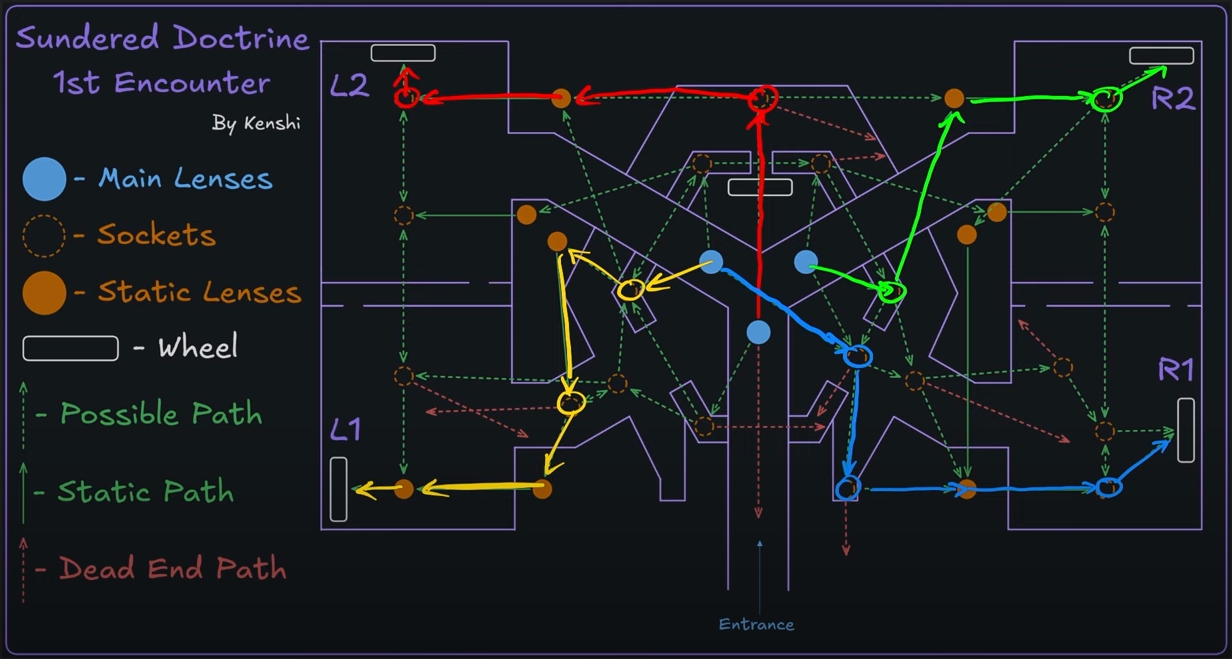 Sundered Doctrine
1st Encounter
By Kenshi
- Main Lenses
- Sockets
- Static Lenses
- Wheel
- Possible Path
- Static Path
- Dead End Path
L2
R2
L1
R1
Entrance